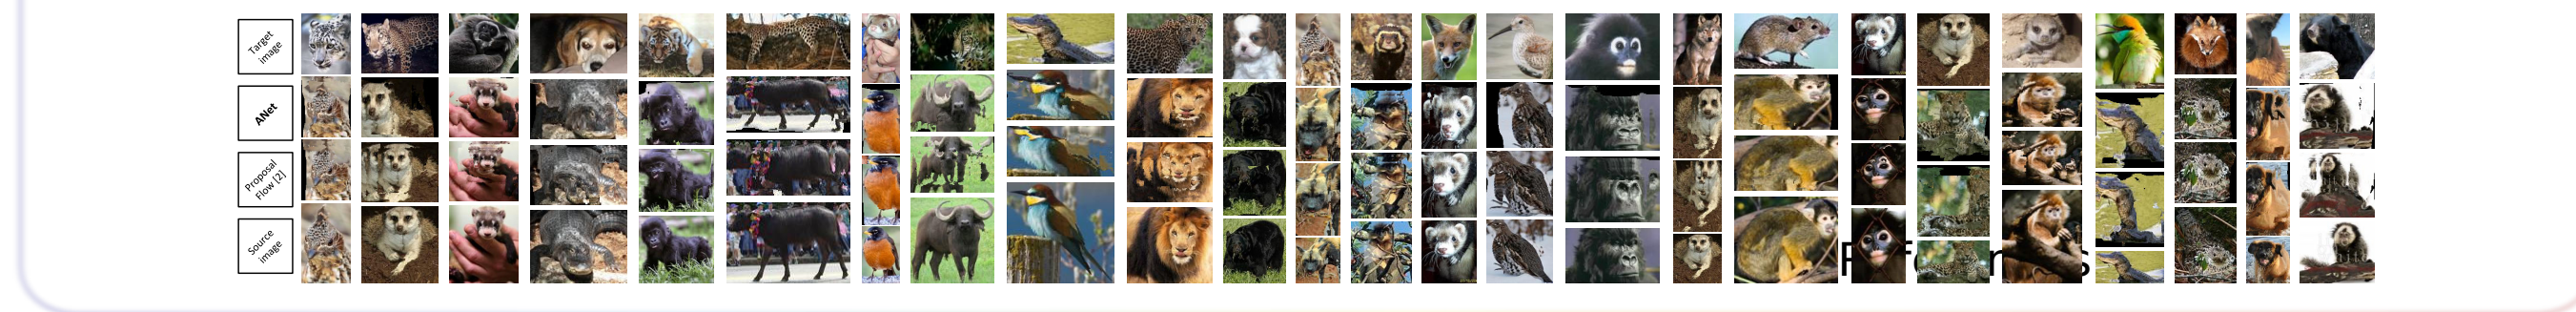 Target
image
ANet
Proposal
Flow [2]
Source
image